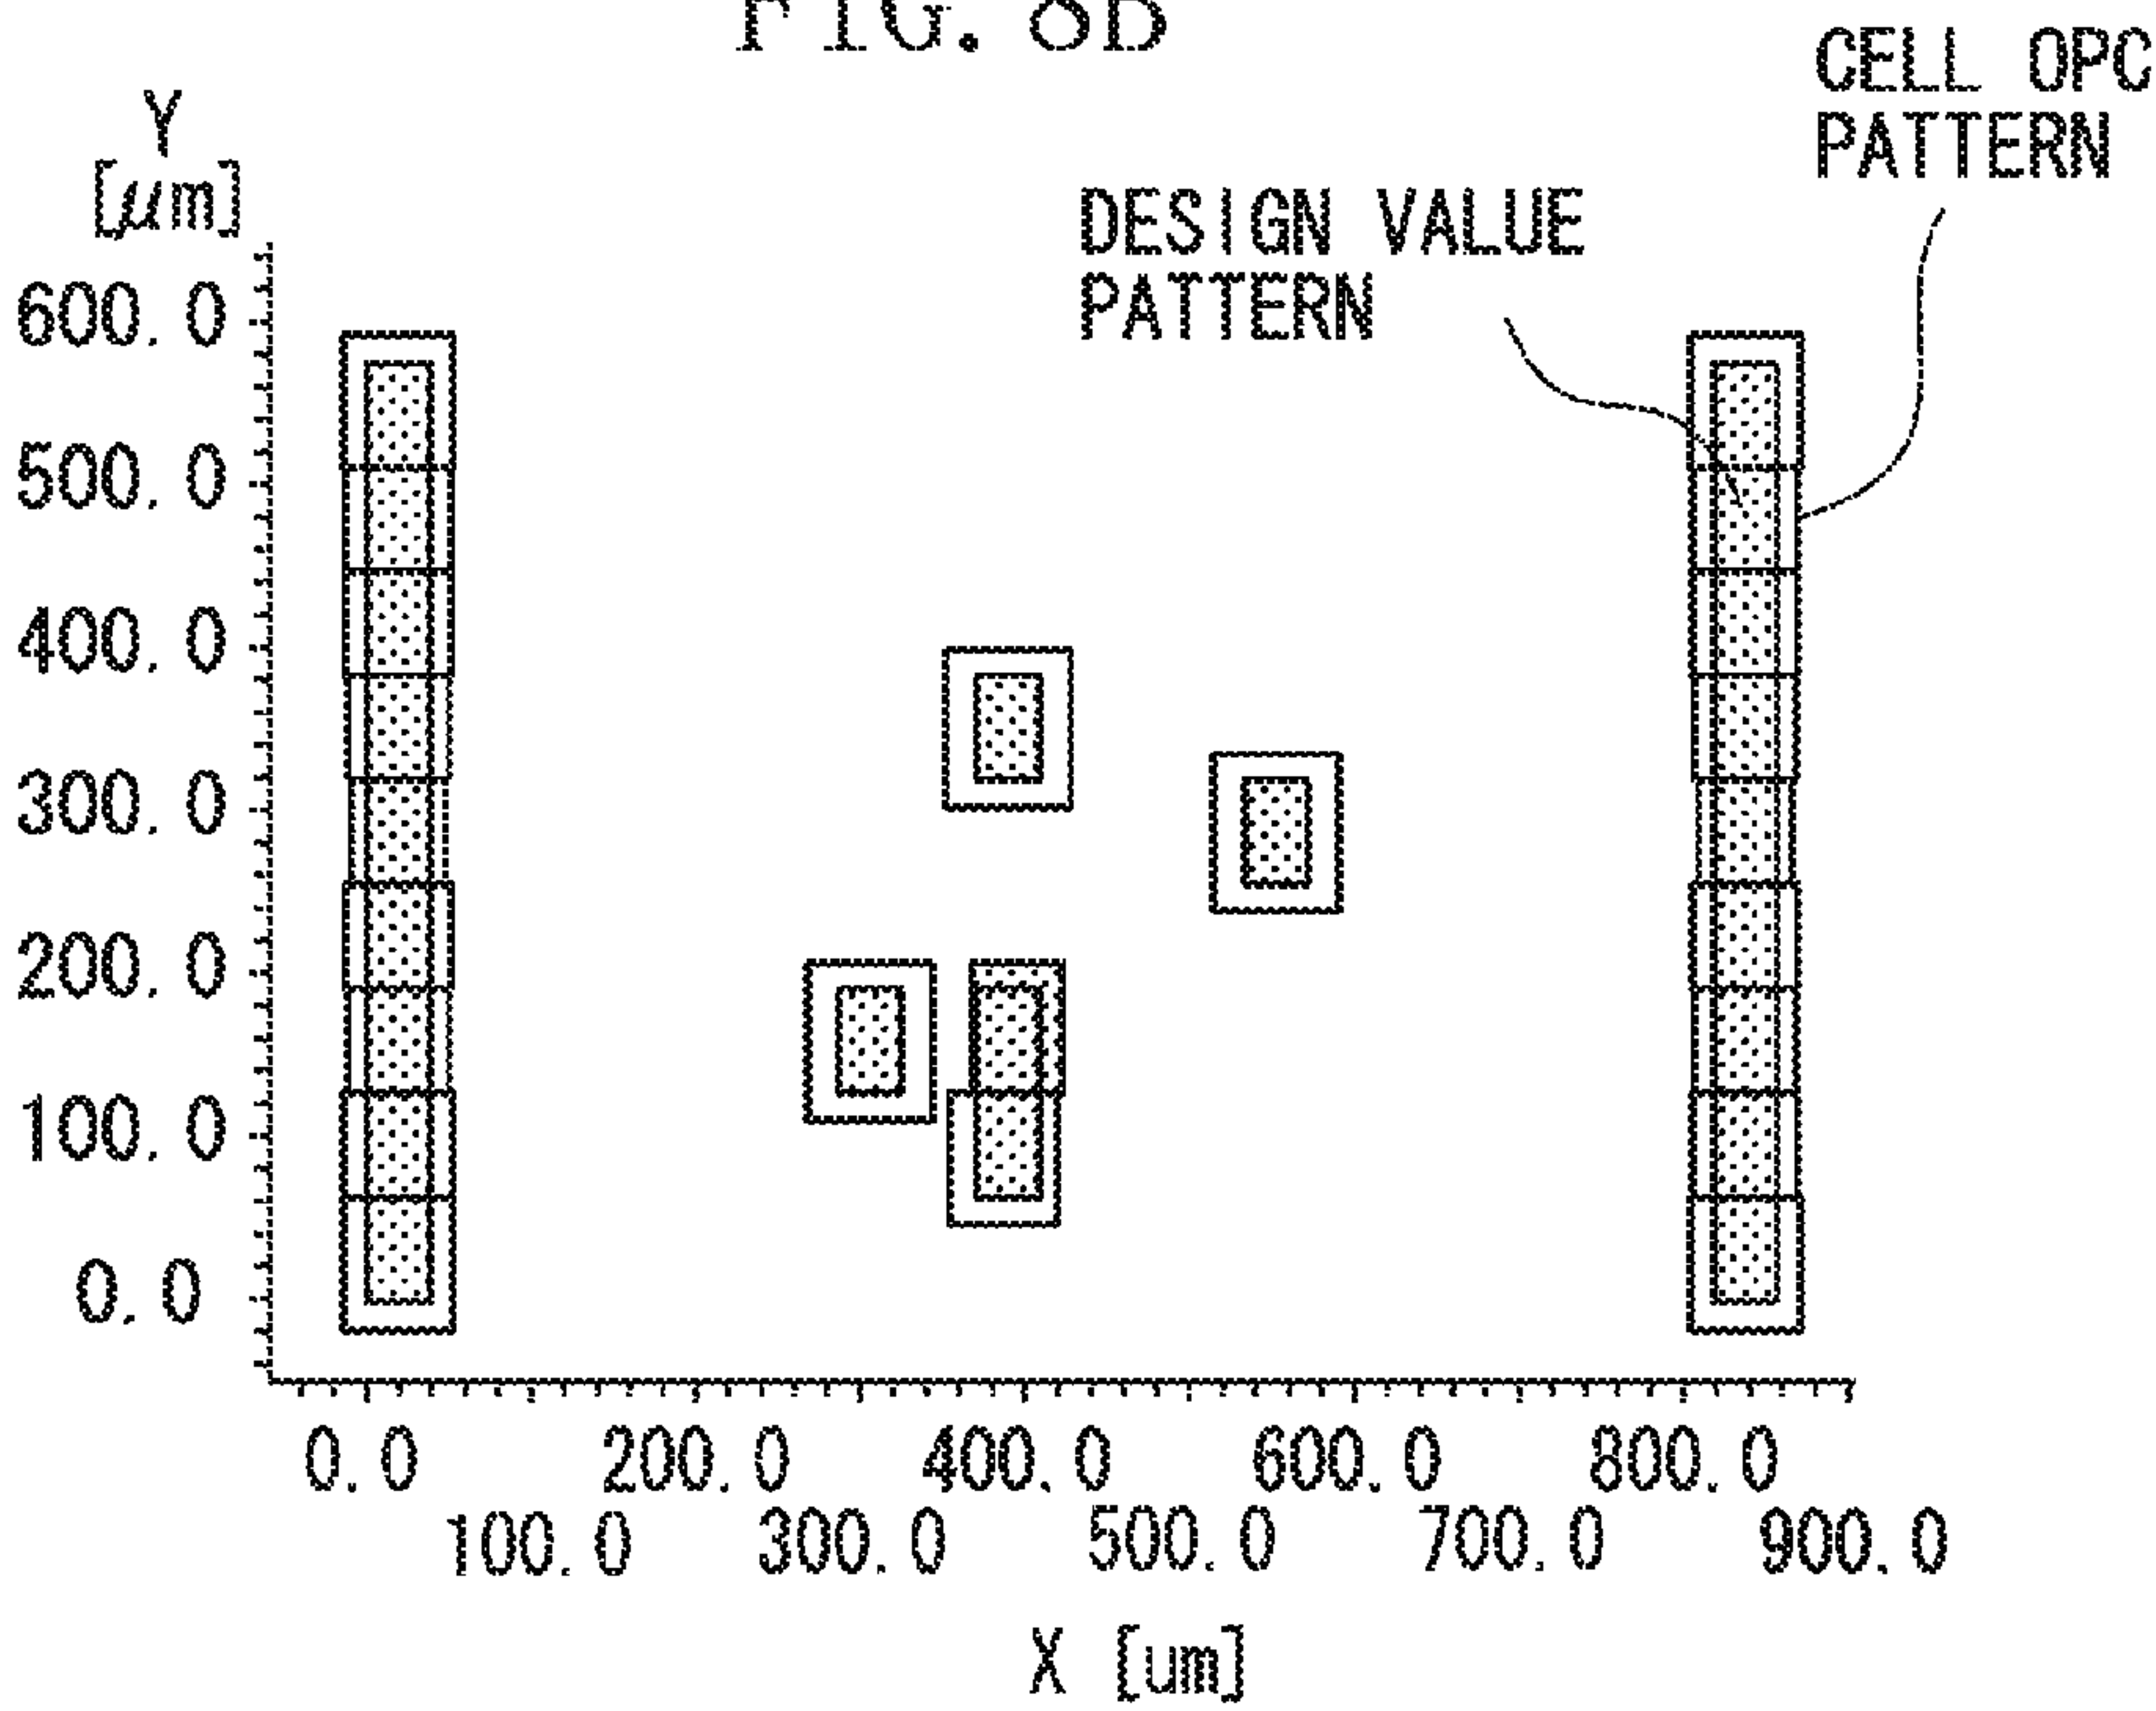 FIG. 8B
CELL OPC
PATTERN
DESIGN VALUE
PATTERN
Y
[μm]
600.0
500.0
400.0
300.0
200.0
100.0
0.0
0.0 200.0 400.0 600.0 800.0
100.0 300.0 500.0 700.0 900.0
X [um]